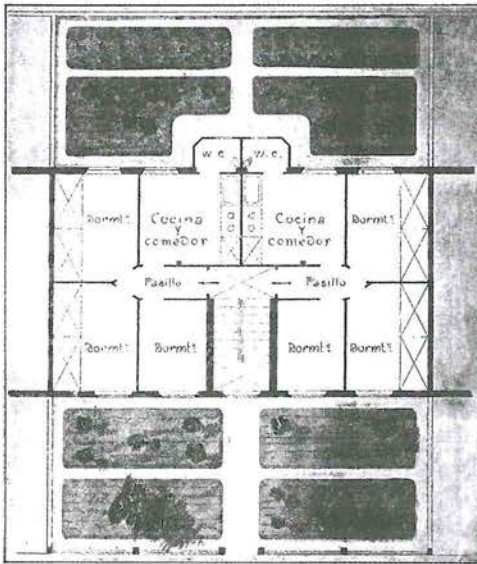 w.c. w.c.
Dormt?
Cocina
y
comedor
Cocina
y
comedor
Dormt?
Pasillo Pasillo
Dormt? Dormt? Dormt? Dormt?